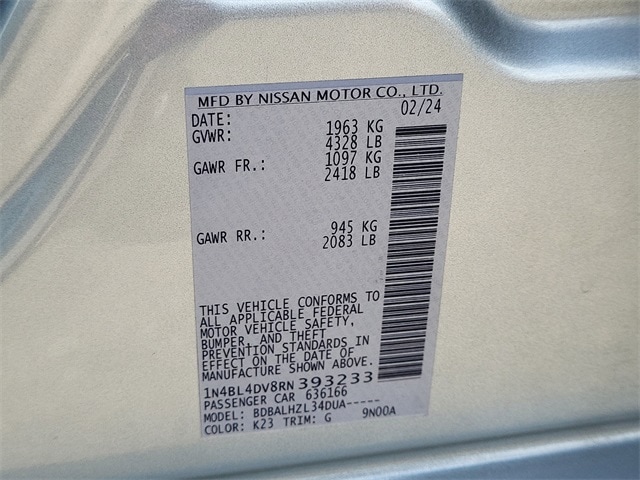 MFD BY NISSAN MOTOR CO., LTD.
DATE: 02/24
GVWR: 1963 KG
4328 LB
GAWR FR.: 1097 KG
2418 LB
GAWR RR.: 945 KG
2083 LB
THIS VEHICLE CONFORMS TO
ALL APPLICABLE FEDERAL
MOTOR VEHICLE SAFETY,
BUMPER, AND THEFT
PREVENTION STANDARDS IN
EFFECT ON THE DATE OF
MANUFACTURE SHOWN ABOVE.
1N4BL4DV8RN393233
PASSENGER CAR 636166
MODEL: BDBALHZL34DUA-----
COLOR: K23 TRIM: G 9N00A